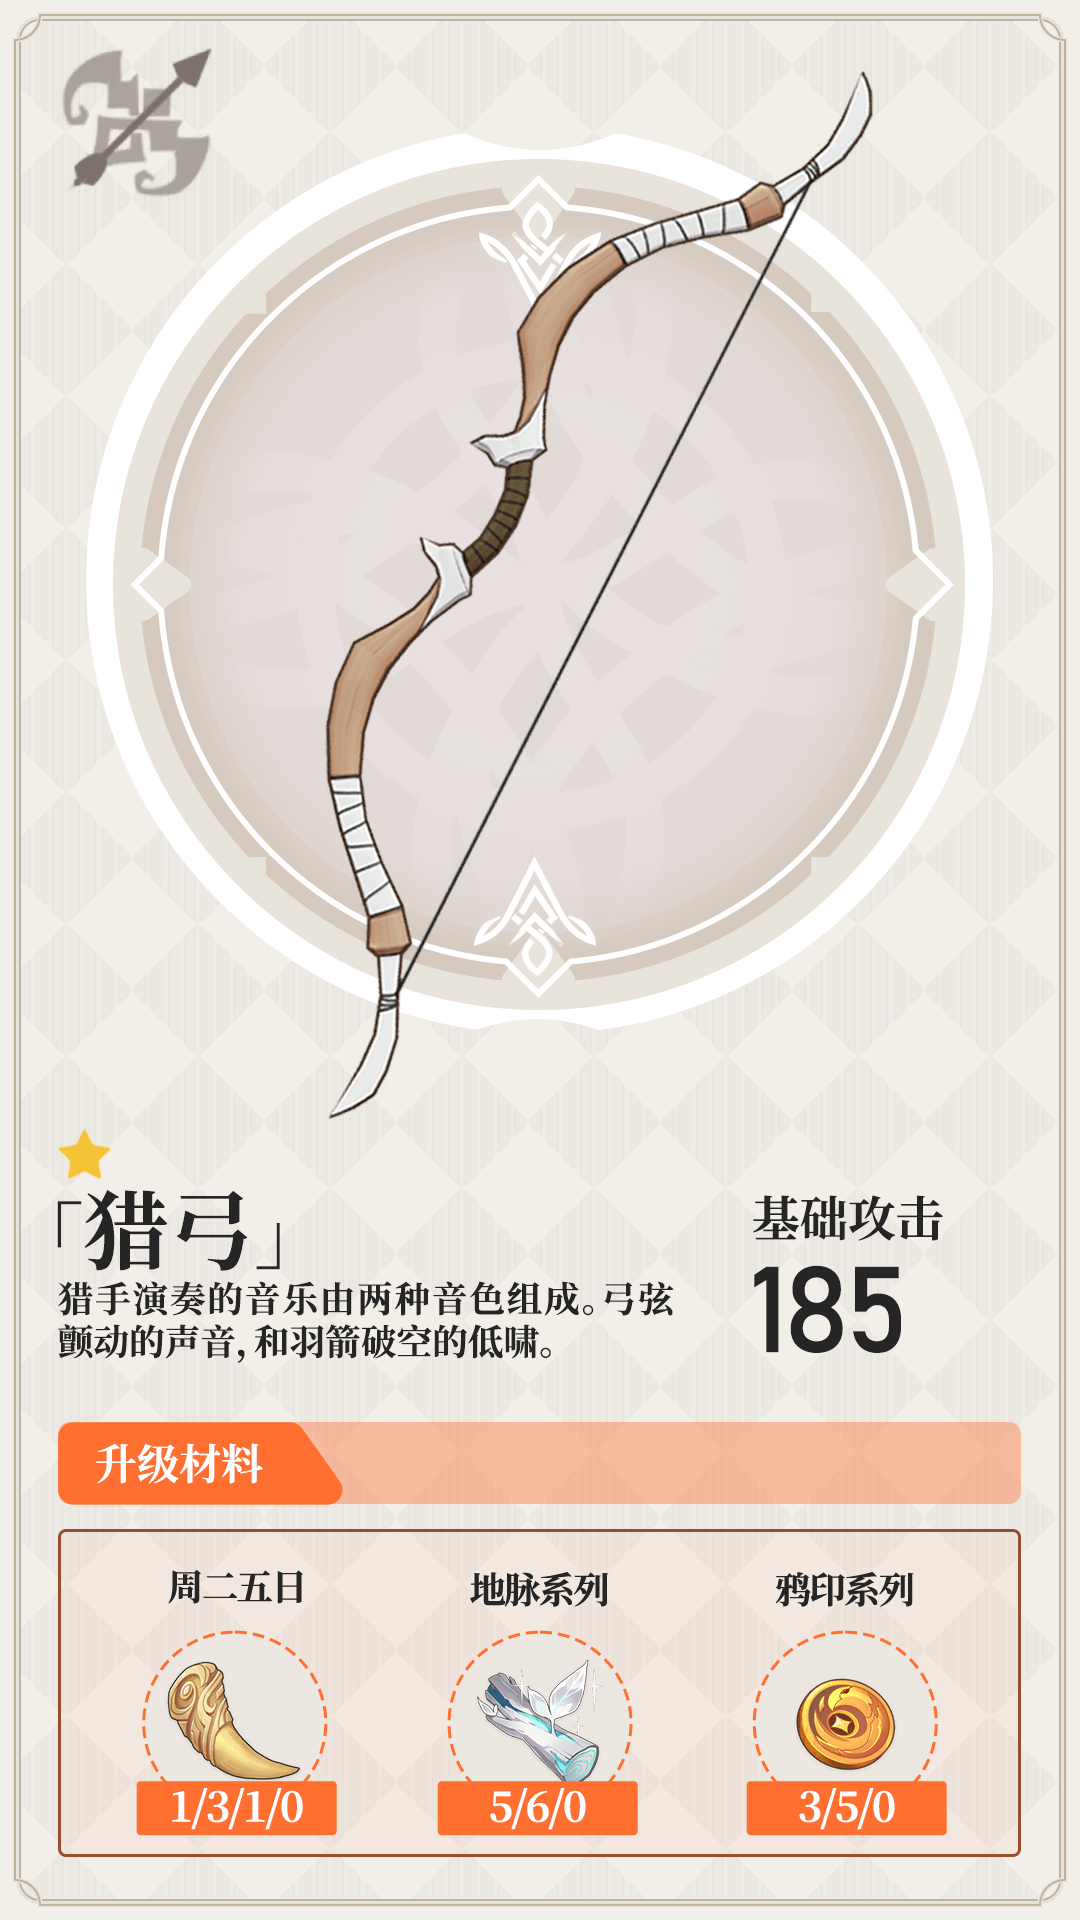 「猎弓」
猎手演奏的音乐由两种音色组成。弓弦
颤动的声音，和羽箭破空的低啸。
基础攻击
185
升级材料
周二五日
地脉系列
鸦印系列
1/3/1/0
5/6/0
3/5/0